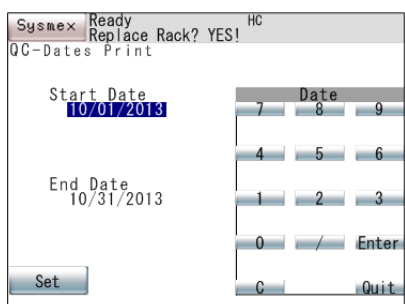 Sysmex Ready HC
Replace Rack? YES!
QC-Dates Print
Start Date
10/01/2013
End Date
10/31/2013
Set
Date
7 8 9
4 5 6
1 2 3
0 / Enter
C Quit